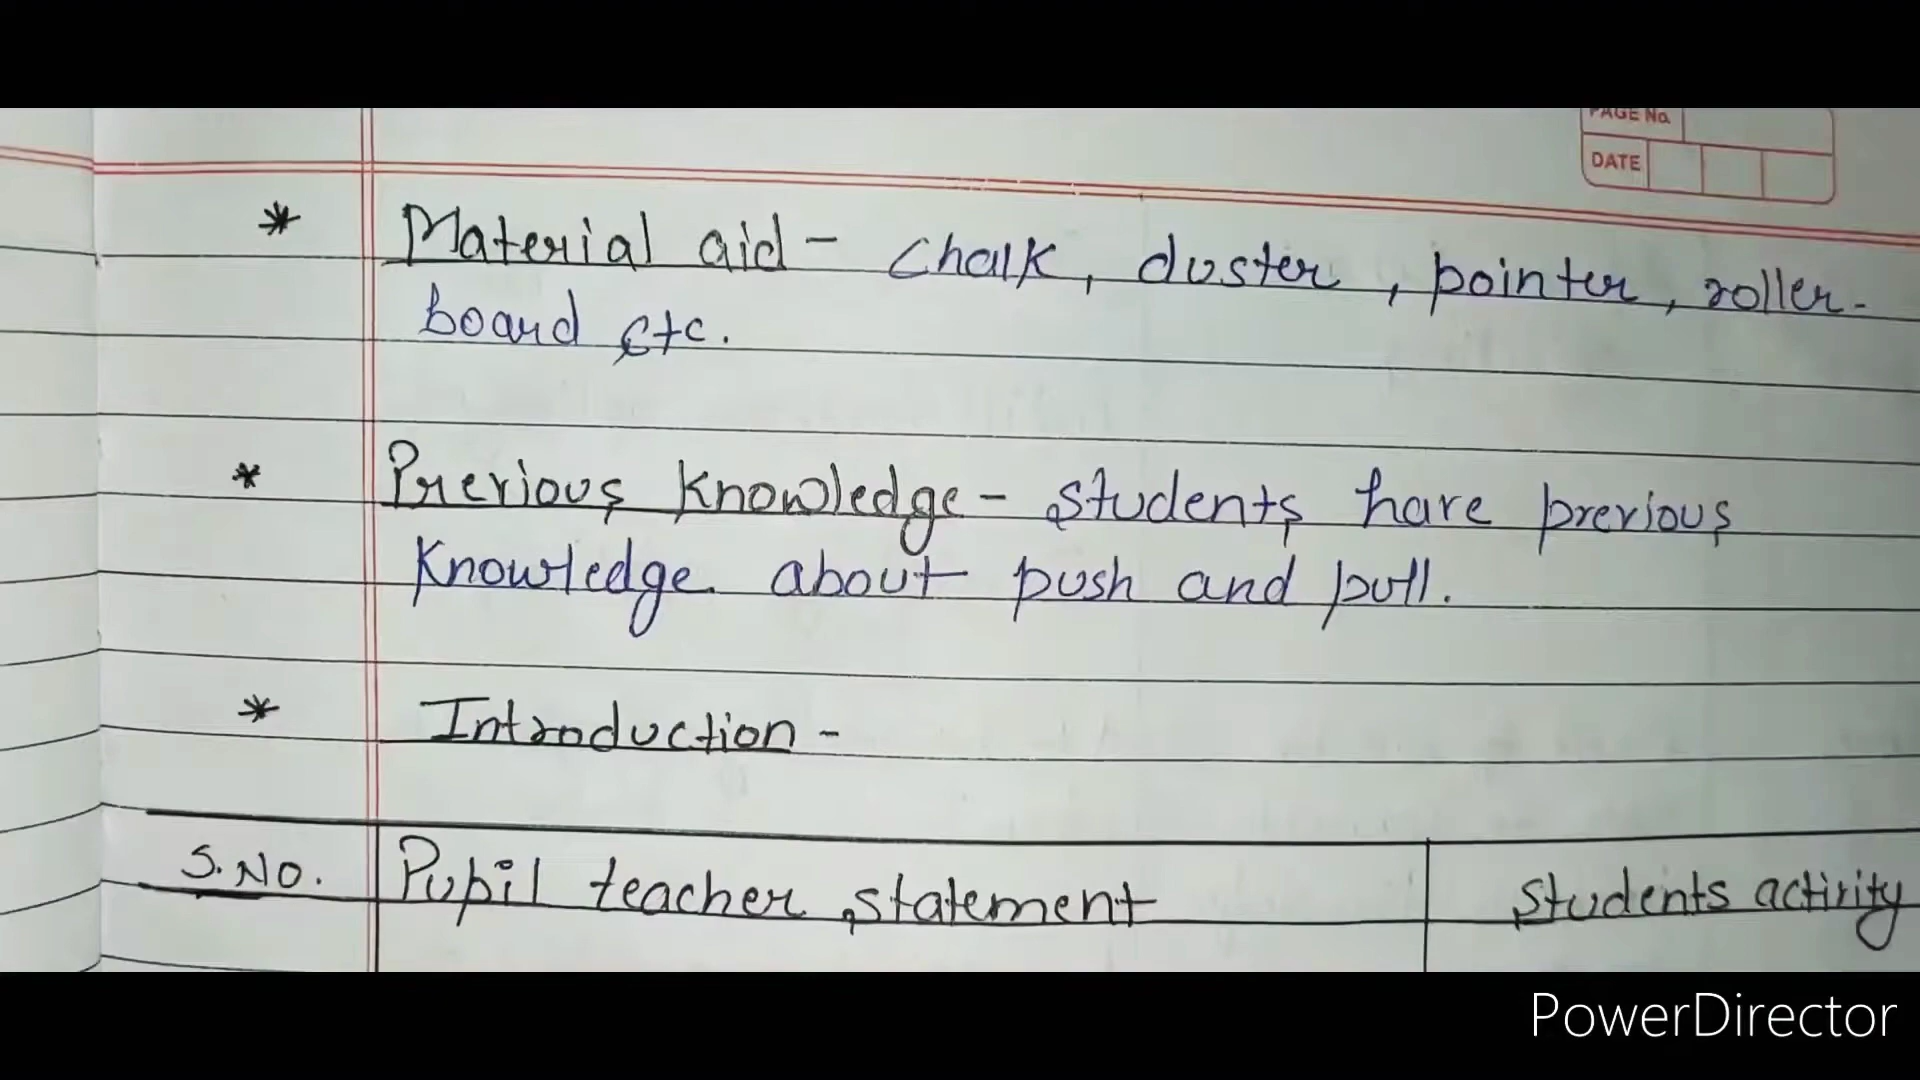 PAGE No.
DATE
* Material aid - Chalk, duster, pointer, roller-
board etc.
* Previous Knowledge - students have previous
Knowledge about push and pull.
* Introduction -
S.NO. Pupil teacher statement students activity
PowerDirector